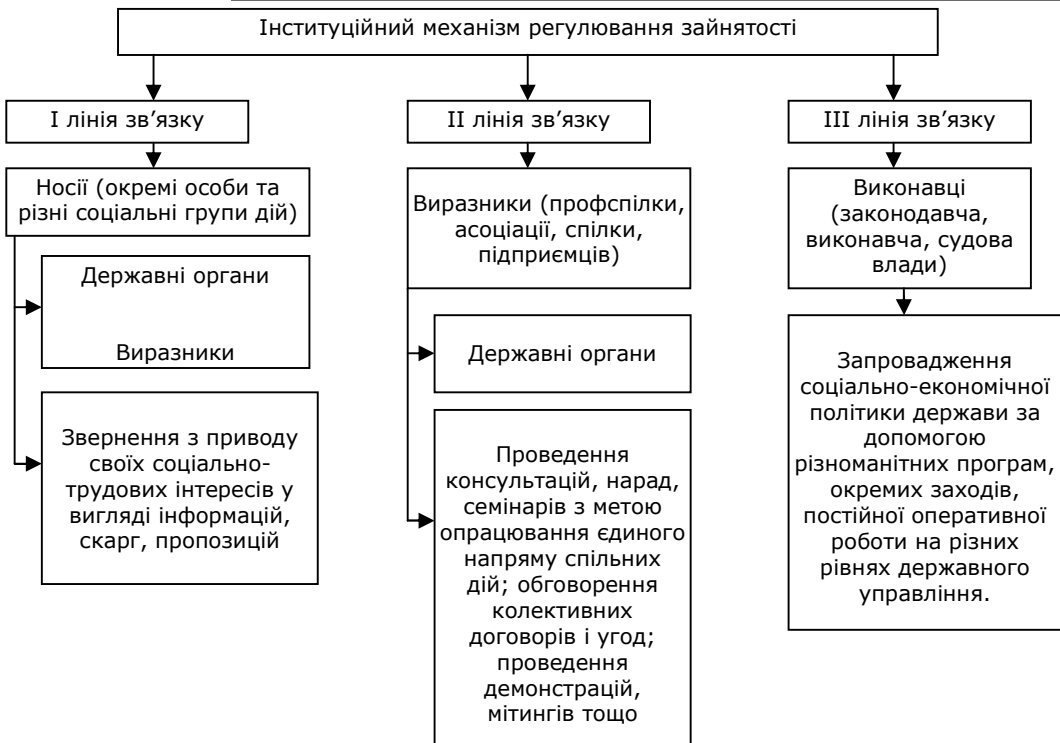 Інституційний механізм регулювання зайнятості
І лінія зв’язку
Носії (окремі особи та
різні соціальні групи дій)
Державні органи
Виразники
Звернення з приводу
своїх соціально-
трудових інтересів у
вигляді інформацій,
скарг, пропозицій
ІІ лінія зв’язку
Виразники (профспілки,
асоціації, спілки,
підприємців)
Державні органи
Проведення
консультацій, нарад,
семінарів з метою
опрацювання єдиного
напряму спільних
дій; обговорення
колективних
договорів і угод;
проведення
демонстрацій,
мітингів тощо
ІІІ лінія зв’язку
Виконавці
(законодавча,
виконавча, судова
влади)
Запровадження
соціально-економічної
політики держави за
допомогою
різноманітних програм,
окремих заходів,
постійної оперативної
роботи на різних
рівнях державного
управління.